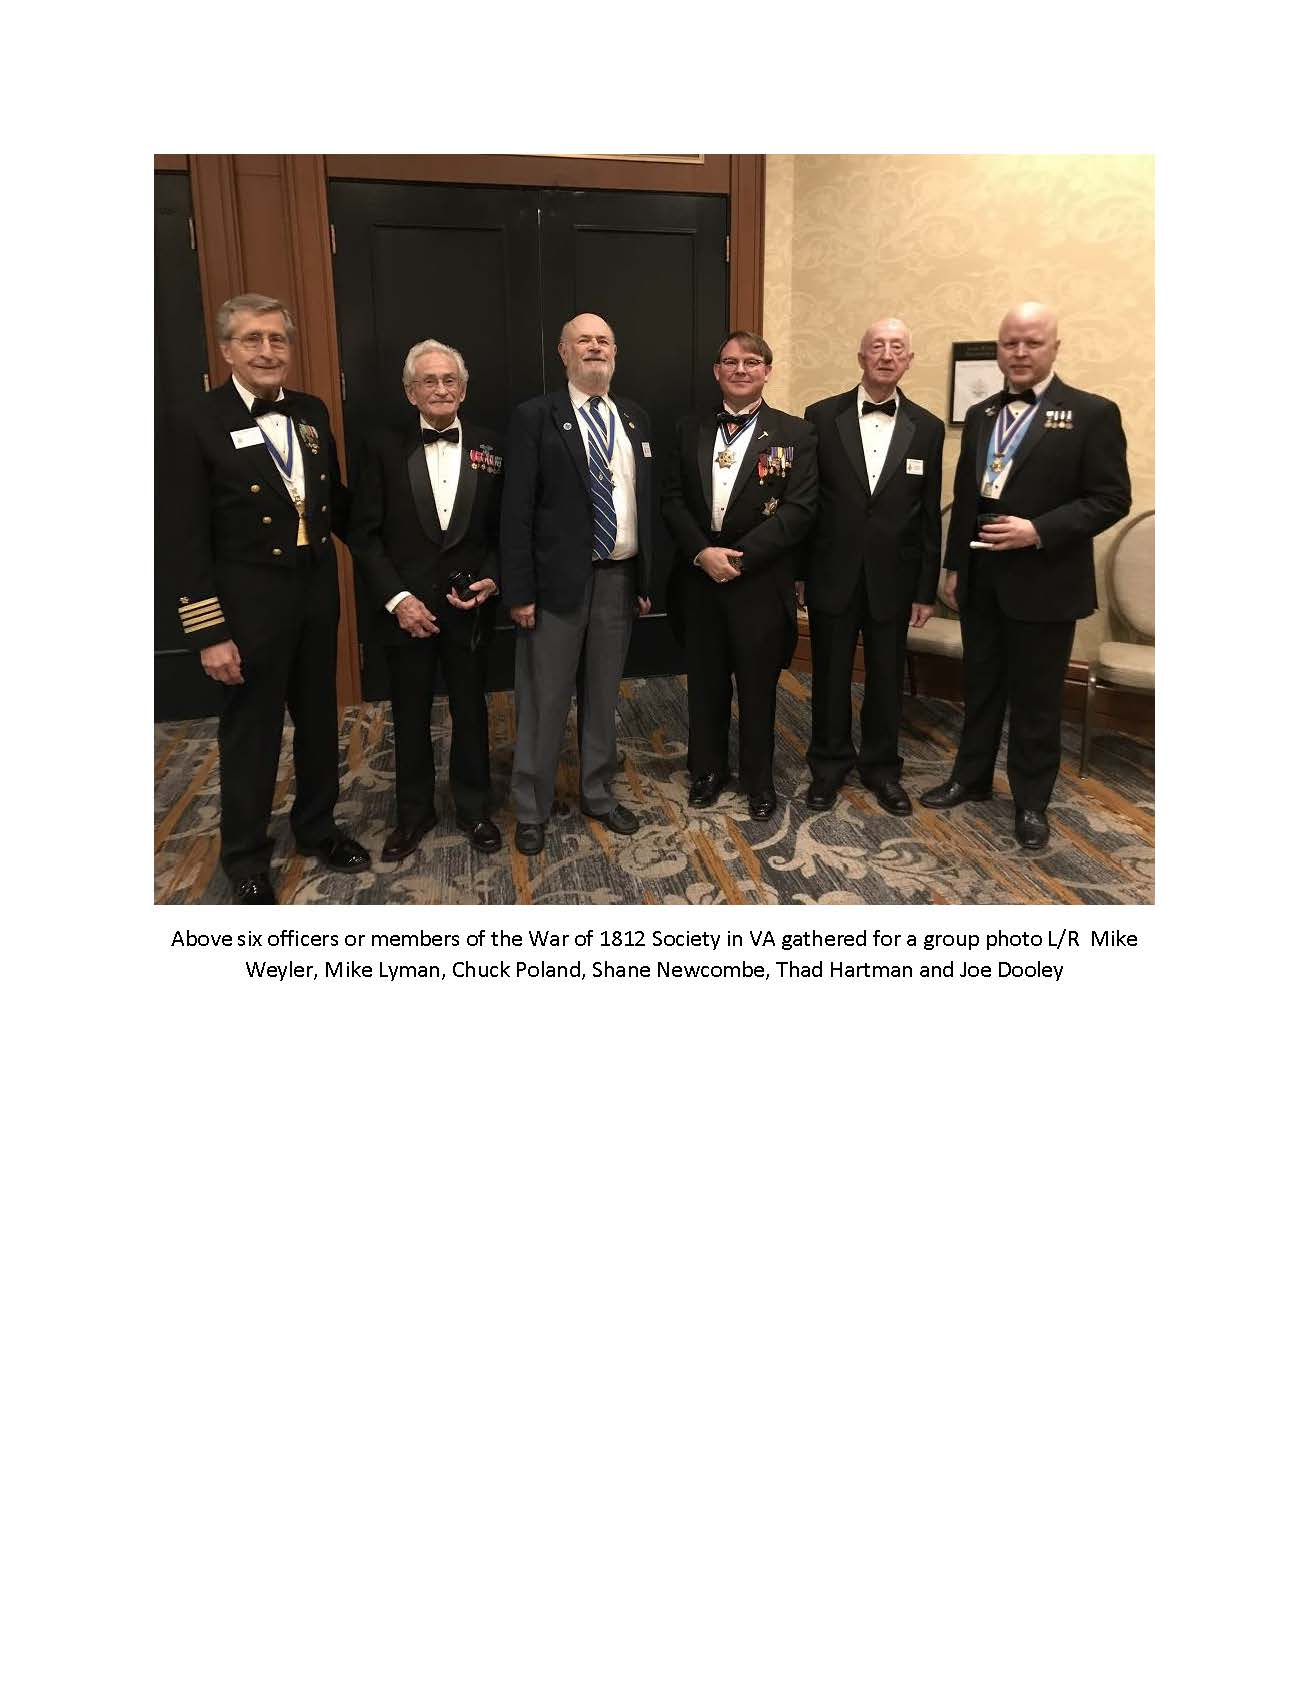 Above six officers or members of the War of 1812 Society in VA gathered for a group photo L/R  Mike
Weyler, Mike Lyman, Chuck Poland, Shane Newcombe, Thad Hartman and Joe Dooley